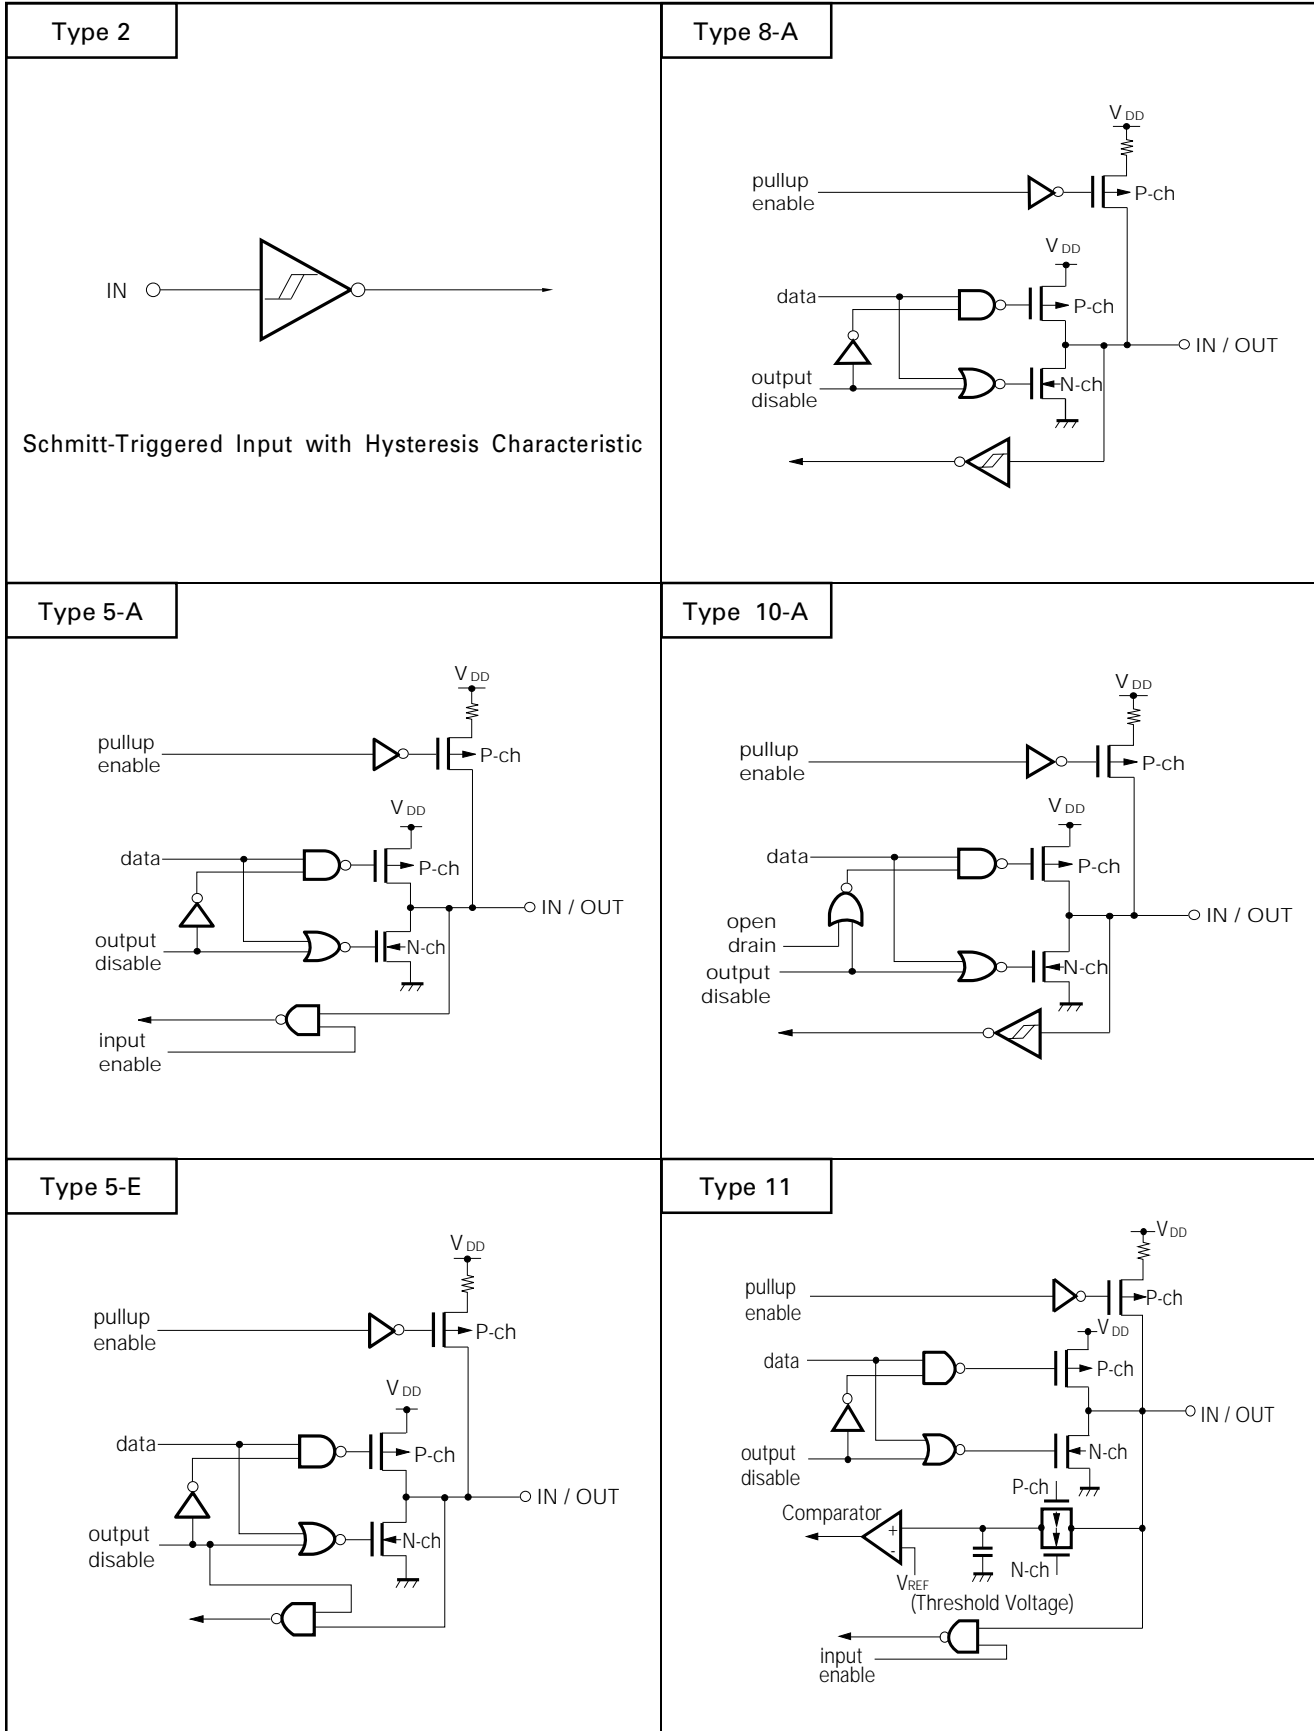 Type 2
IN
Schmitt-Triggered Input with Hysteresis Characteristic
Type 8-A
VDD
pullup
enable
P-ch
VDD
data
P-ch
IN / OUT
output
disable
N-ch
Type 5-A
VDD
pullup
enable
P-ch
VDD
data
P-ch
IN / OUT
output
disable
N-ch
input
enable
Type 10-A
VDD
pullup
enable
P-ch
VDD
data
P-ch
IN / OUT
open
drain
N-ch
output
disable
Type 5-E
VDD
pullup
enable
P-ch
VDD
data
P-ch
IN / OUT
output
disable
N-ch
Type 11
VDD
pullup
enable
P-ch
VDD
data
P-ch
IN / OUT
output
disable
N-ch
P-ch
Comparator
+
-
N-ch
VREF
(Threshold Voltage)
input
enable